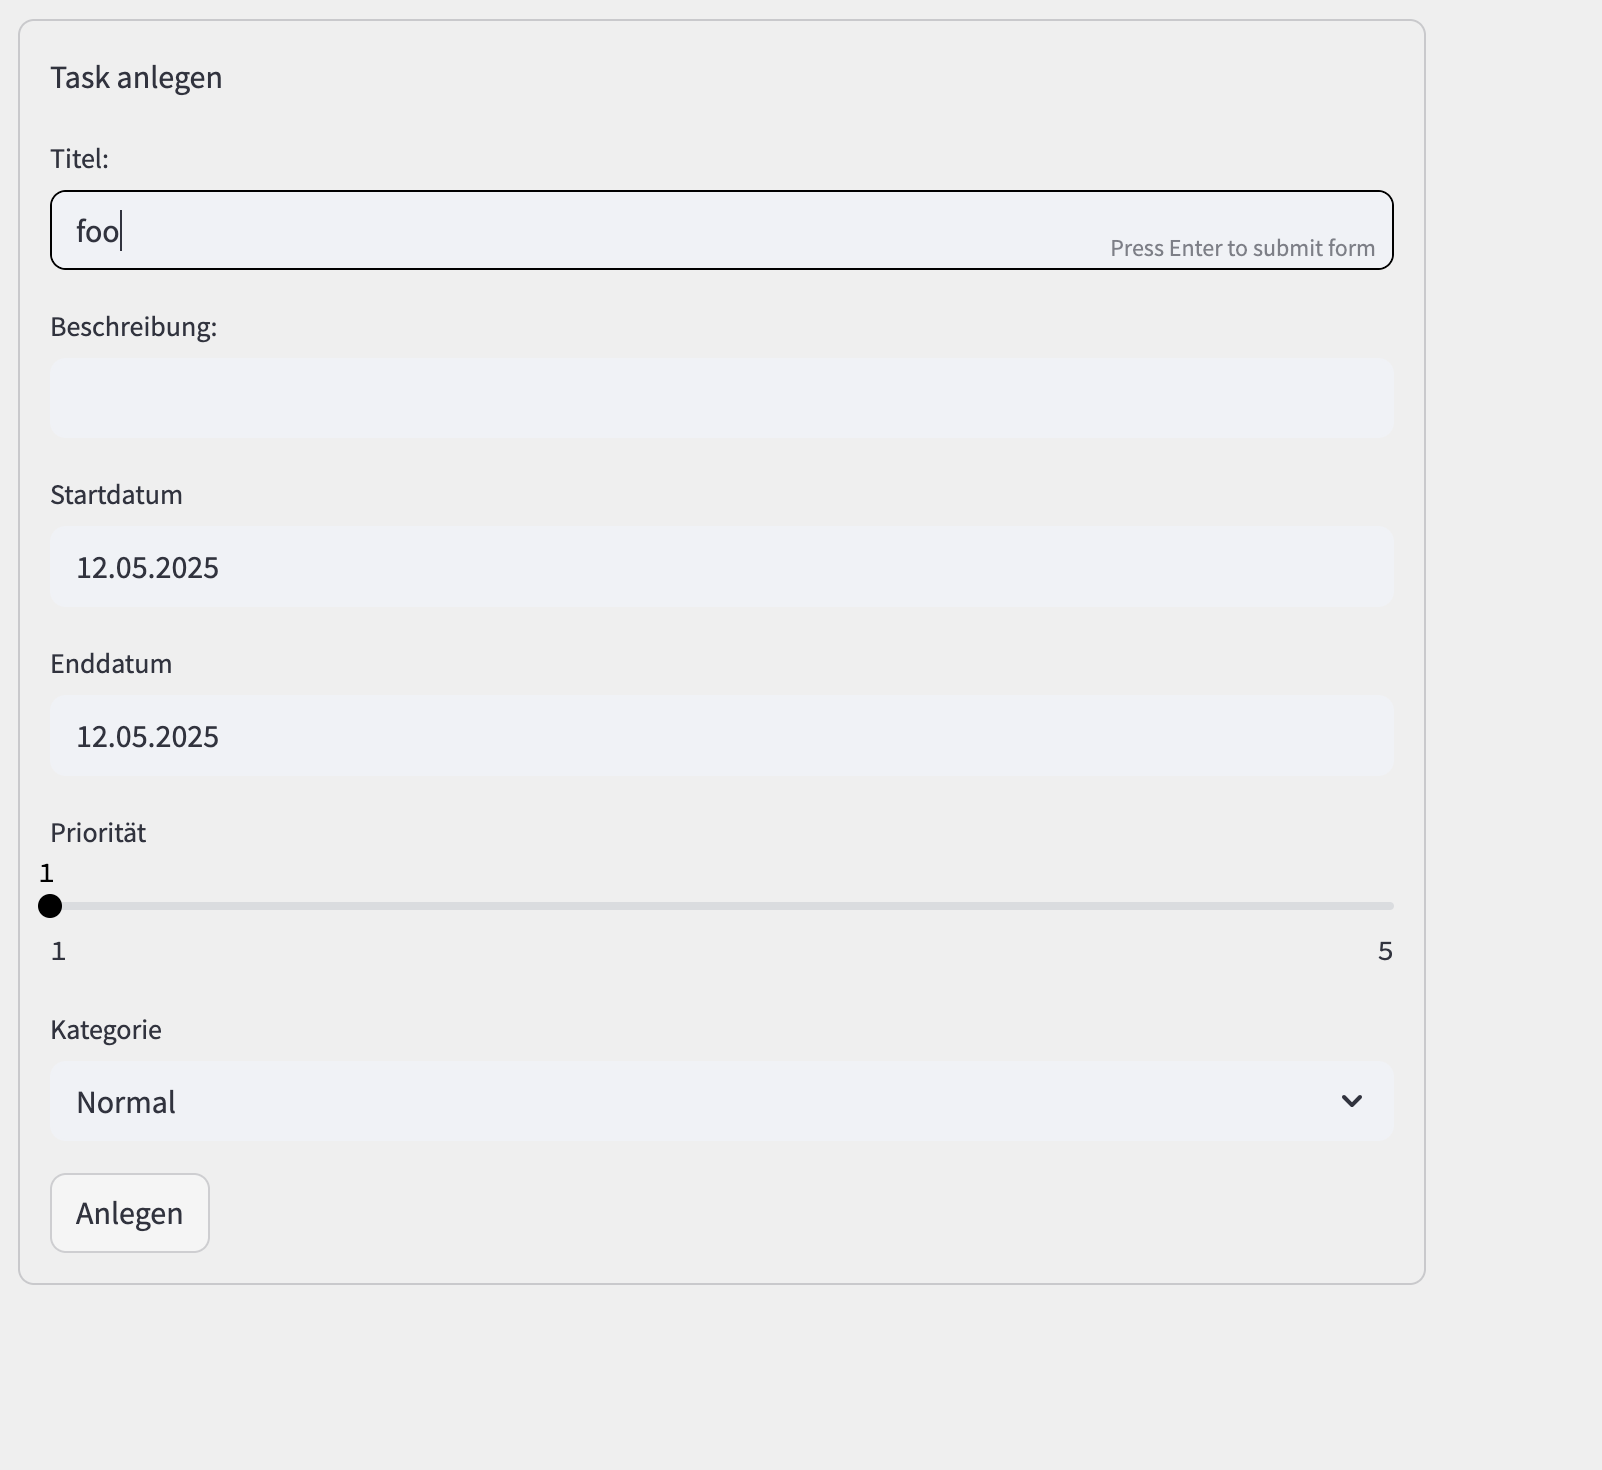 Task anlegen
Titel:
foo
Press Enter to submit form
Beschreibung:
Startdatum
12.05.2025
Enddatum
12.05.2025
Priorität
1
1 5
Kategorie
Normal
Anlegen